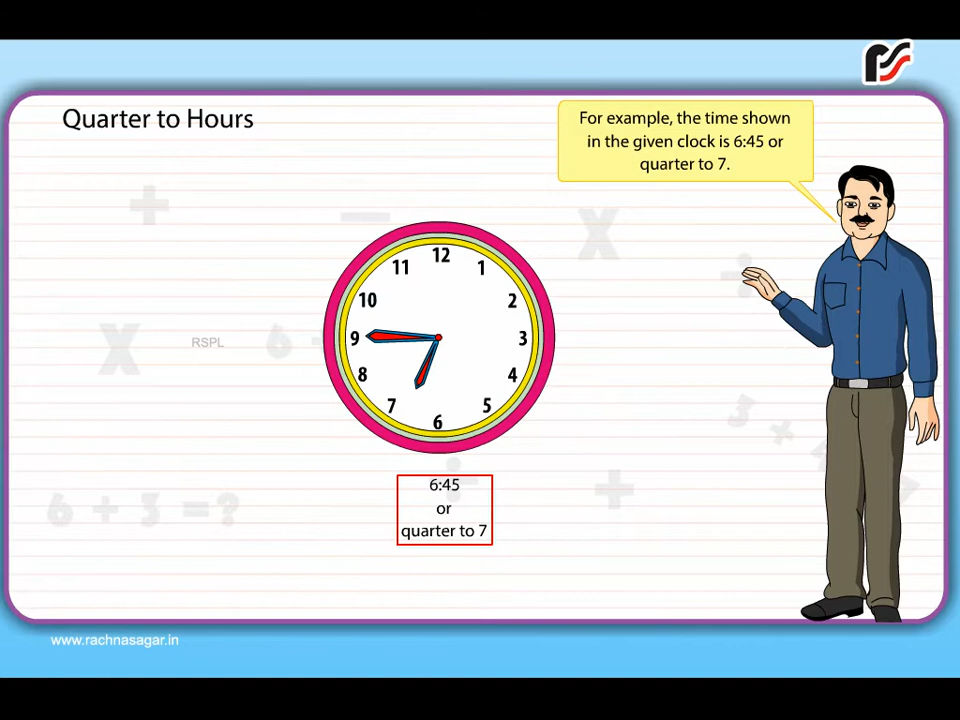 Quarter to Hours
For example, the time shown
in the given clock is 6:45 or
quarter to 7.
12
11
1
10
2
9
3
8
4
7
5
6
RSPL
6:45
or
quarter to 7
6 + 3 = ?
www.rachnasagar.in